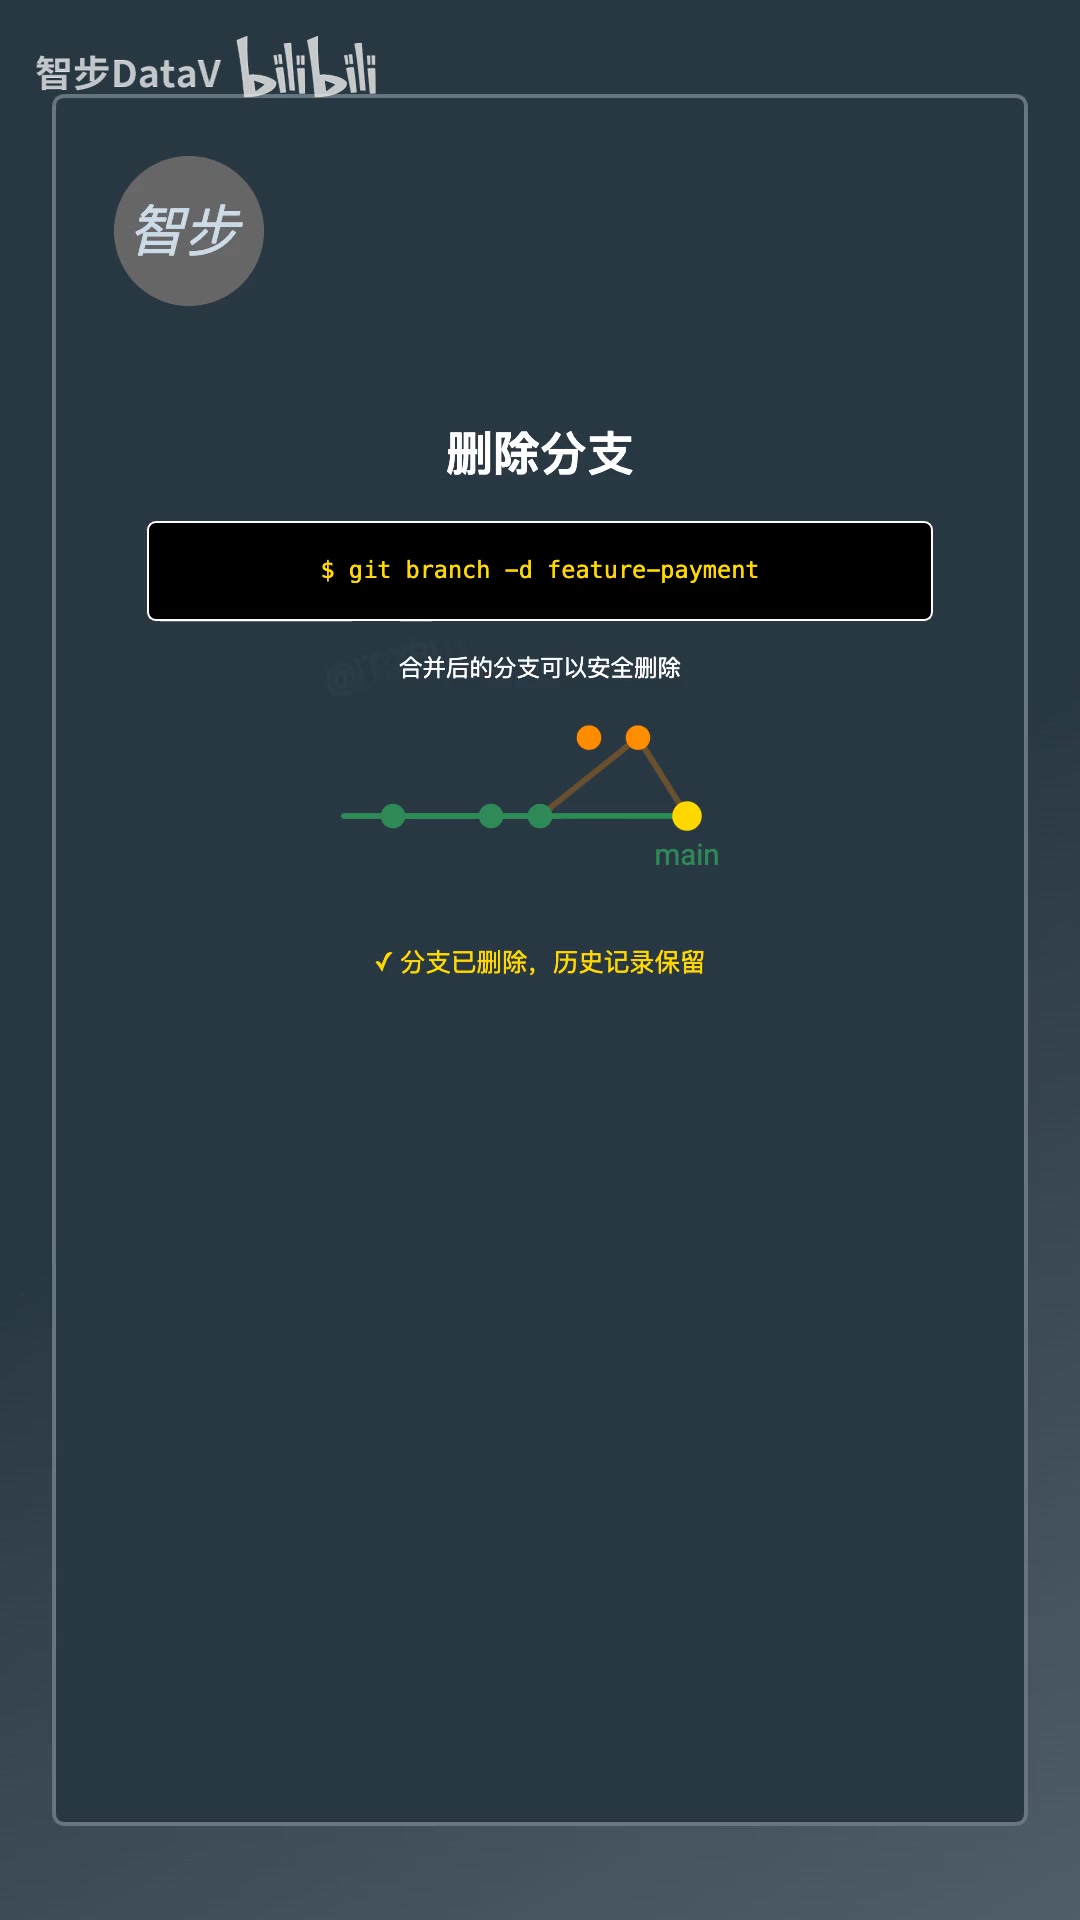 智步DataV bilibili
智步
删除分支
$ git branch -d feature-payment
合并后的分支可以安全删除
main
✓ 分支已删除，历史记录保留